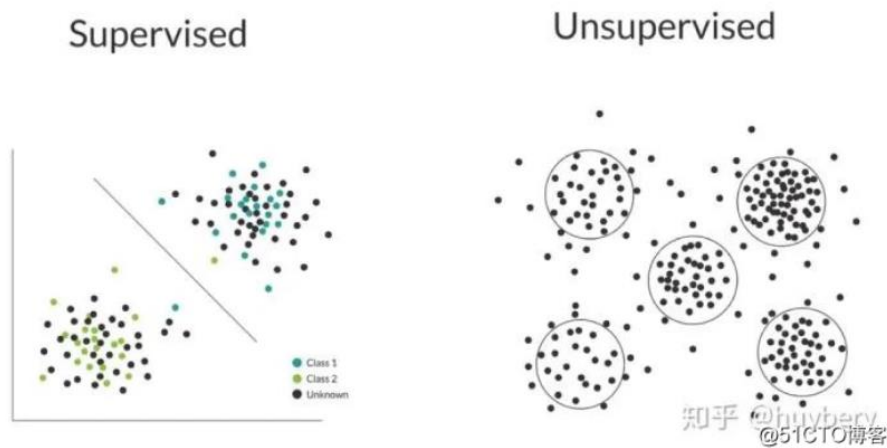 Supervised
Unsupervised
Class 1
Class 2
Unknown
知乎 @huybery
@51CTO博客